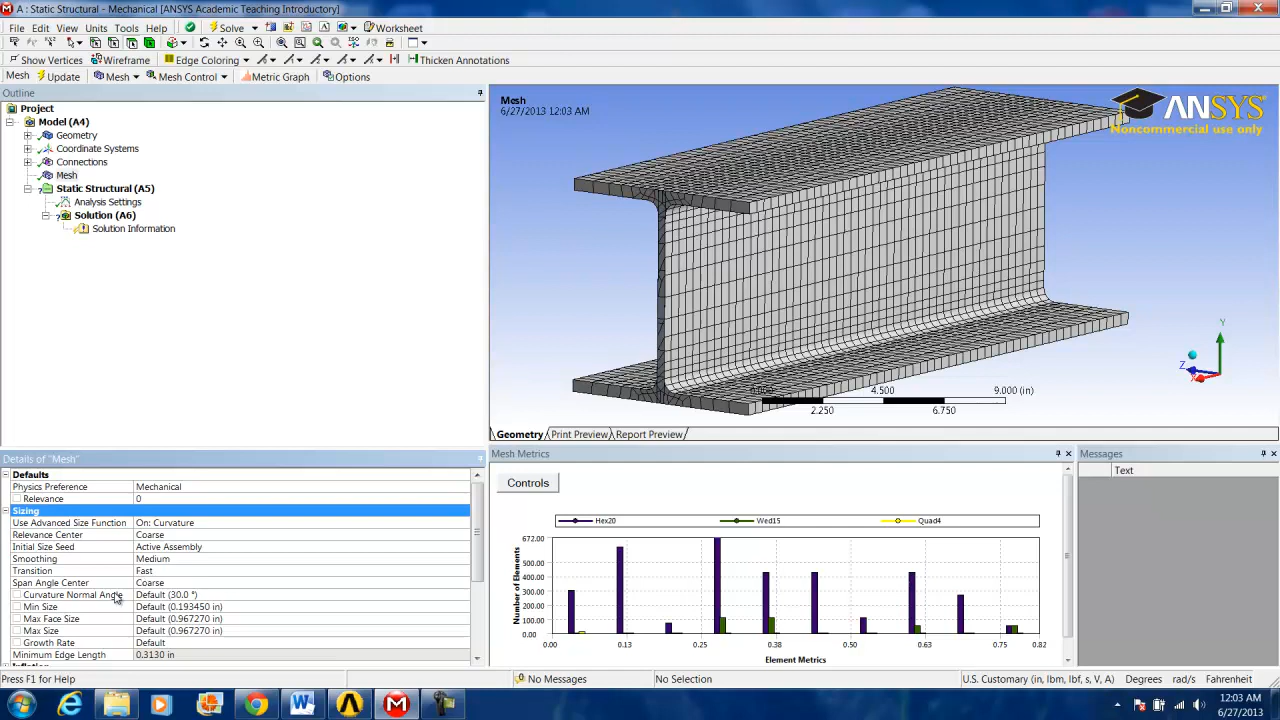 A : Static Structural - Mechanical [ANSYS Academic Teaching Introductory]
File Edit View Units Tools Help Solve Worksheet
Show Vertices Wireframe Edge Coloring Thicken Annotations
Mesh Update Mesh Mesh Control Metric Graph Options
Outline
Project
Model (A4)
Geometry
Coordinate Systems
Connections
Mesh
Static Structural (A5)
Analysis Settings
Solution (A6)
Solution Information
Mesh
6/27/2013 12:03 AM
ANSYS
Noncommercial use only
Y
Z
X
0.000 4.500 9.000 (in)
2.250 6.750
Geometry Print Preview Report Preview
Details of "Mesh"
Defaults
Physics Preference Mechanical
Relevance 0
Sizing
Use Advanced Size Function On: Curvature
Relevance Center Coarse
Initial Size Seed Active Assembly
Smoothing Medium
Transition Fast
Span Angle Center Coarse
Curvature Normal Angle Default (30.0 °)
Min Size Default (0.193450 in)
Max Face Size Default (0.967270 in)
Max Size Default (0.967270 in)
Growth Rate Default
Minimum Edge Length 0.3130 in
Inflation
Mesh Metrics
Controls
Hex20 Wed15 Quad4
Number of Elements
672.00
500.00
400.00
300.00
200.00
100.00
0.00
0.00 0.13 0.25 0.38 0.50 0.63 0.75 0.82
Element Metrics
Messages
Text
Press F1 for Help No Messages No Selection U.S. Customary (in, lbm, lbf, s, V, A) Degrees rad/s Fahrenheit
12:03 AM
6/27/2013